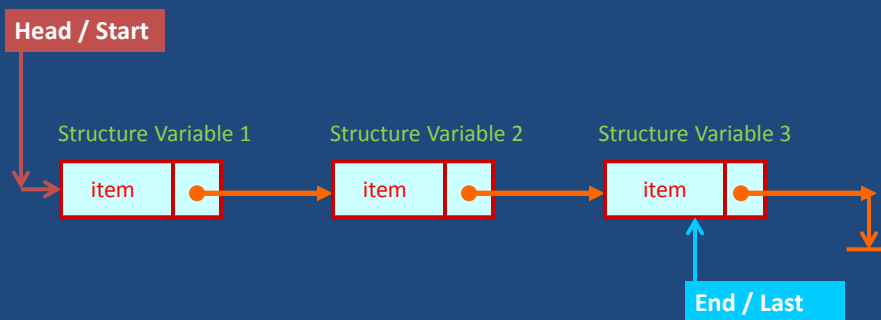 Head / Start
Structure Variable 1
Structure Variable 2
Structure Variable 3
item
item
item
End / Last